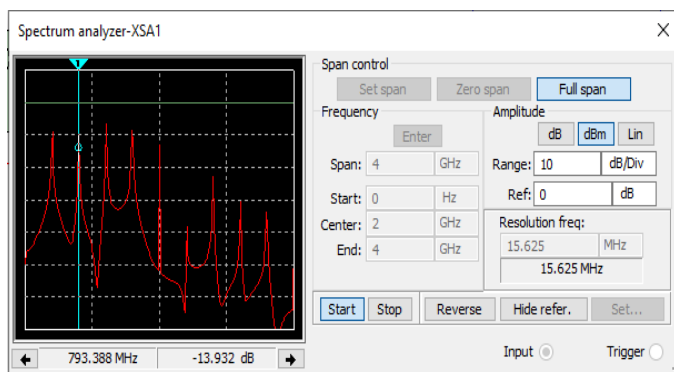 Spectrum analyzer-XSA1 X
1
Span control
Set span Zero span Full span
Frequency
Enter
Span: 4 GHz
Start: 0 Hz
Center: 2 GHz
End: 4 GHz
Amplitude
dB dBm Lin
Range: 10 dB/Div
Ref: 0 dB
Resolution freq:
15.625 MHz
15.625 MHz
Start Stop Reverse Hide refer. Set...
793.388 MHz -13.932 dB
Input Trigger